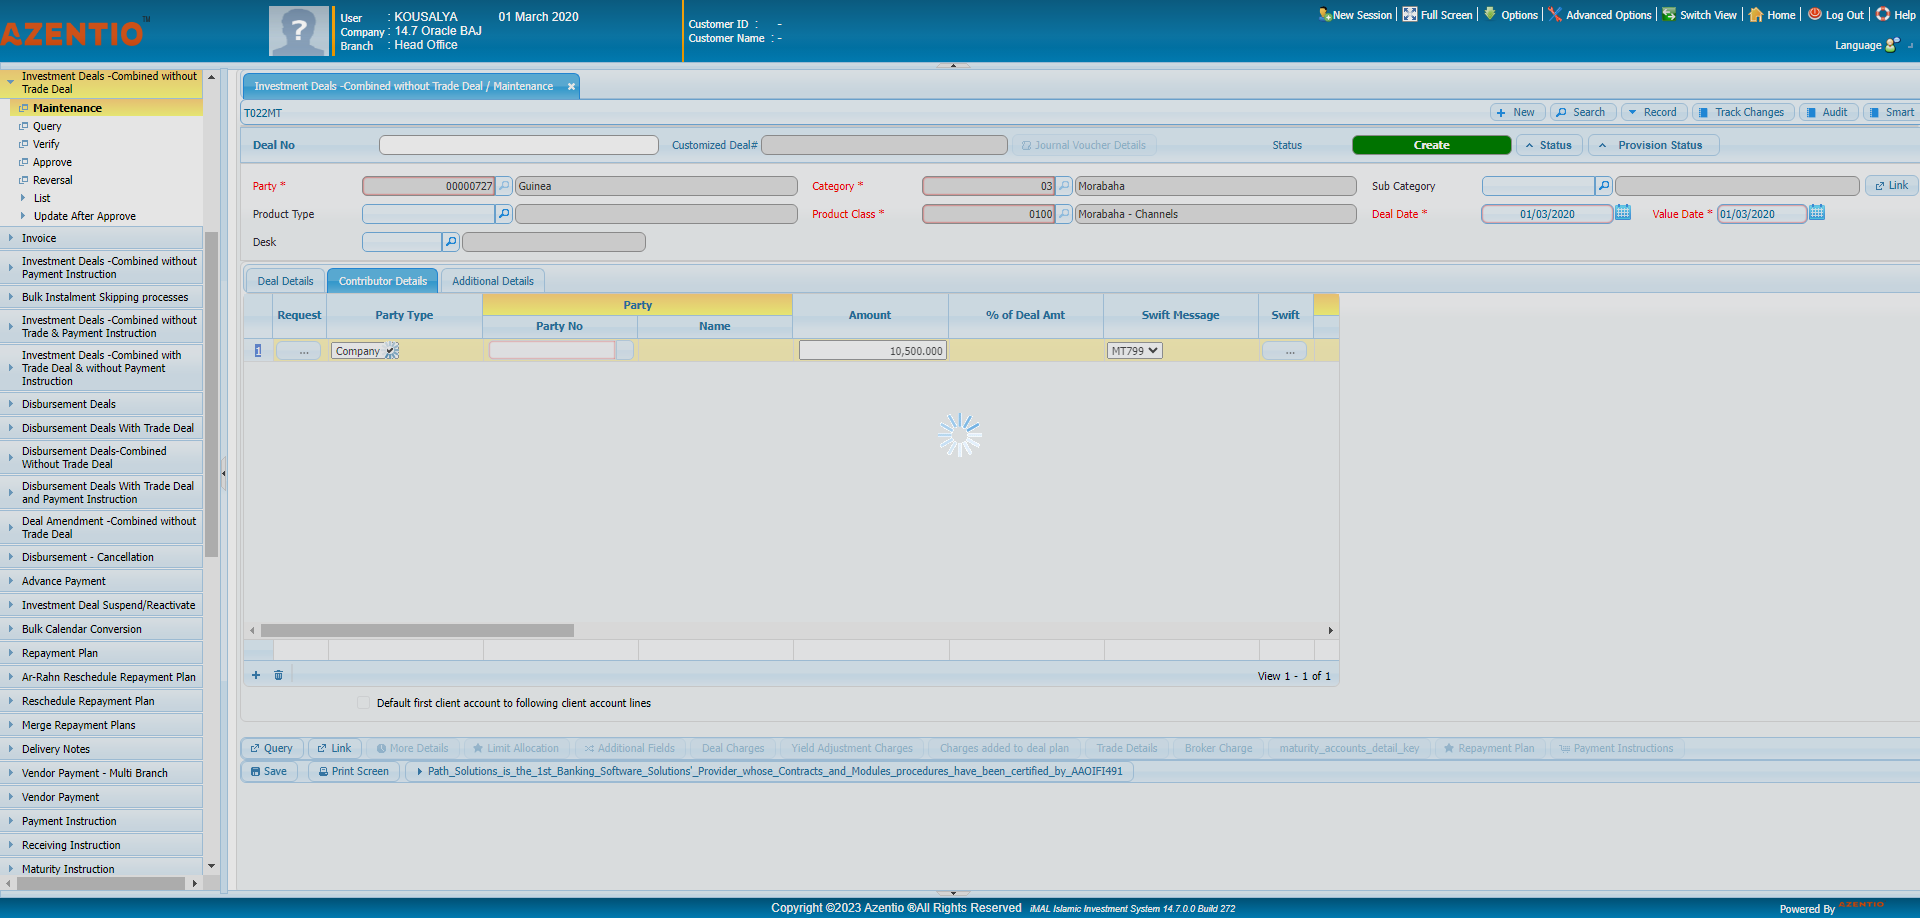 AZENTIO™
User : KOUSALYA 01 March 2020
Company : 14.7 Oracle BAJ
Branch : Head Office
Customer ID : -
Customer Name : -
New Session Full Screen Options Advanced Options Switch View Home Log Out Help
Language
Investment Deals -Combined without Trade Deal
Maintenance
Query
Verify
Approve
Reversal
List
Update After Approve
Invoice
Investment Deals -Combined without Payment Instruction
Bulk Instalment Skipping processes
Investment Deals -Combined without Trade & Payment Instruction
Investment Deals -Combined with Trade Deal & without Payment Instruction
Disbursement Deals
Disbursement Deals With Trade Deal
Disbursement Deals-Combined Without Trade Deal
Disbursement Deals With Trade Deal and Payment Instruction
Deal Amendment -Combined without Trade Deal
Disbursement - Cancellation
Advance Payment
Investment Deal Suspend/Reactivate
Bulk Calendar Conversion
Repayment Plan
Ar-Rahn Reschedule Repayment Plan
Reschedule Repayment Plan
Merge Repayment Plans
Delivery Notes
Vendor Payment - Multi Branch
Vendor Payment
Payment Instruction
Receiving Instruction
Maturity Instruction
Investment Deals -Combined without Trade Deal / Maintenance
T022MT
New Search Record Track Changes Audit Smart
Deal No Customized Deal# Journal Voucher Details Status Create Status Provision Status
Party * 00000727 Guinea Category * 03 Morabaha Sub Category Link
Product Type Product Class * 0100 Morabaha - Channels Deal Date * 01/03/2020 Value Date * 01/03/2020
Desk
Deal Details Contributor Details Additional Details
Request Party Type Party Amount % of Deal Amt Swift Message Swift
Party No Name
1 ... Company 10,500.000 MT799 ...
View 1 - 1 of 1
Default first client account to following client account lines
Query Link More Details Limit Allocation Additional Fields Deal Charges Yield Adjustment Charges Charges added to deal plan Trade Details Broker Charge maturity_accounts_detail_key Repayment Plan Payment Instructions
Save Print Screen Path_Solutions_is_the_1st_Banking_Software_Solutions'_Provider_whose_Contracts_and_Modules_procedures_have_been_certified_by_AAOIFI491
Copyright ©2023 Azentio ®All Rights Reserved iMAL Islamic Investment System 14.7.0.0 Build 272
Powered By AZENTIO